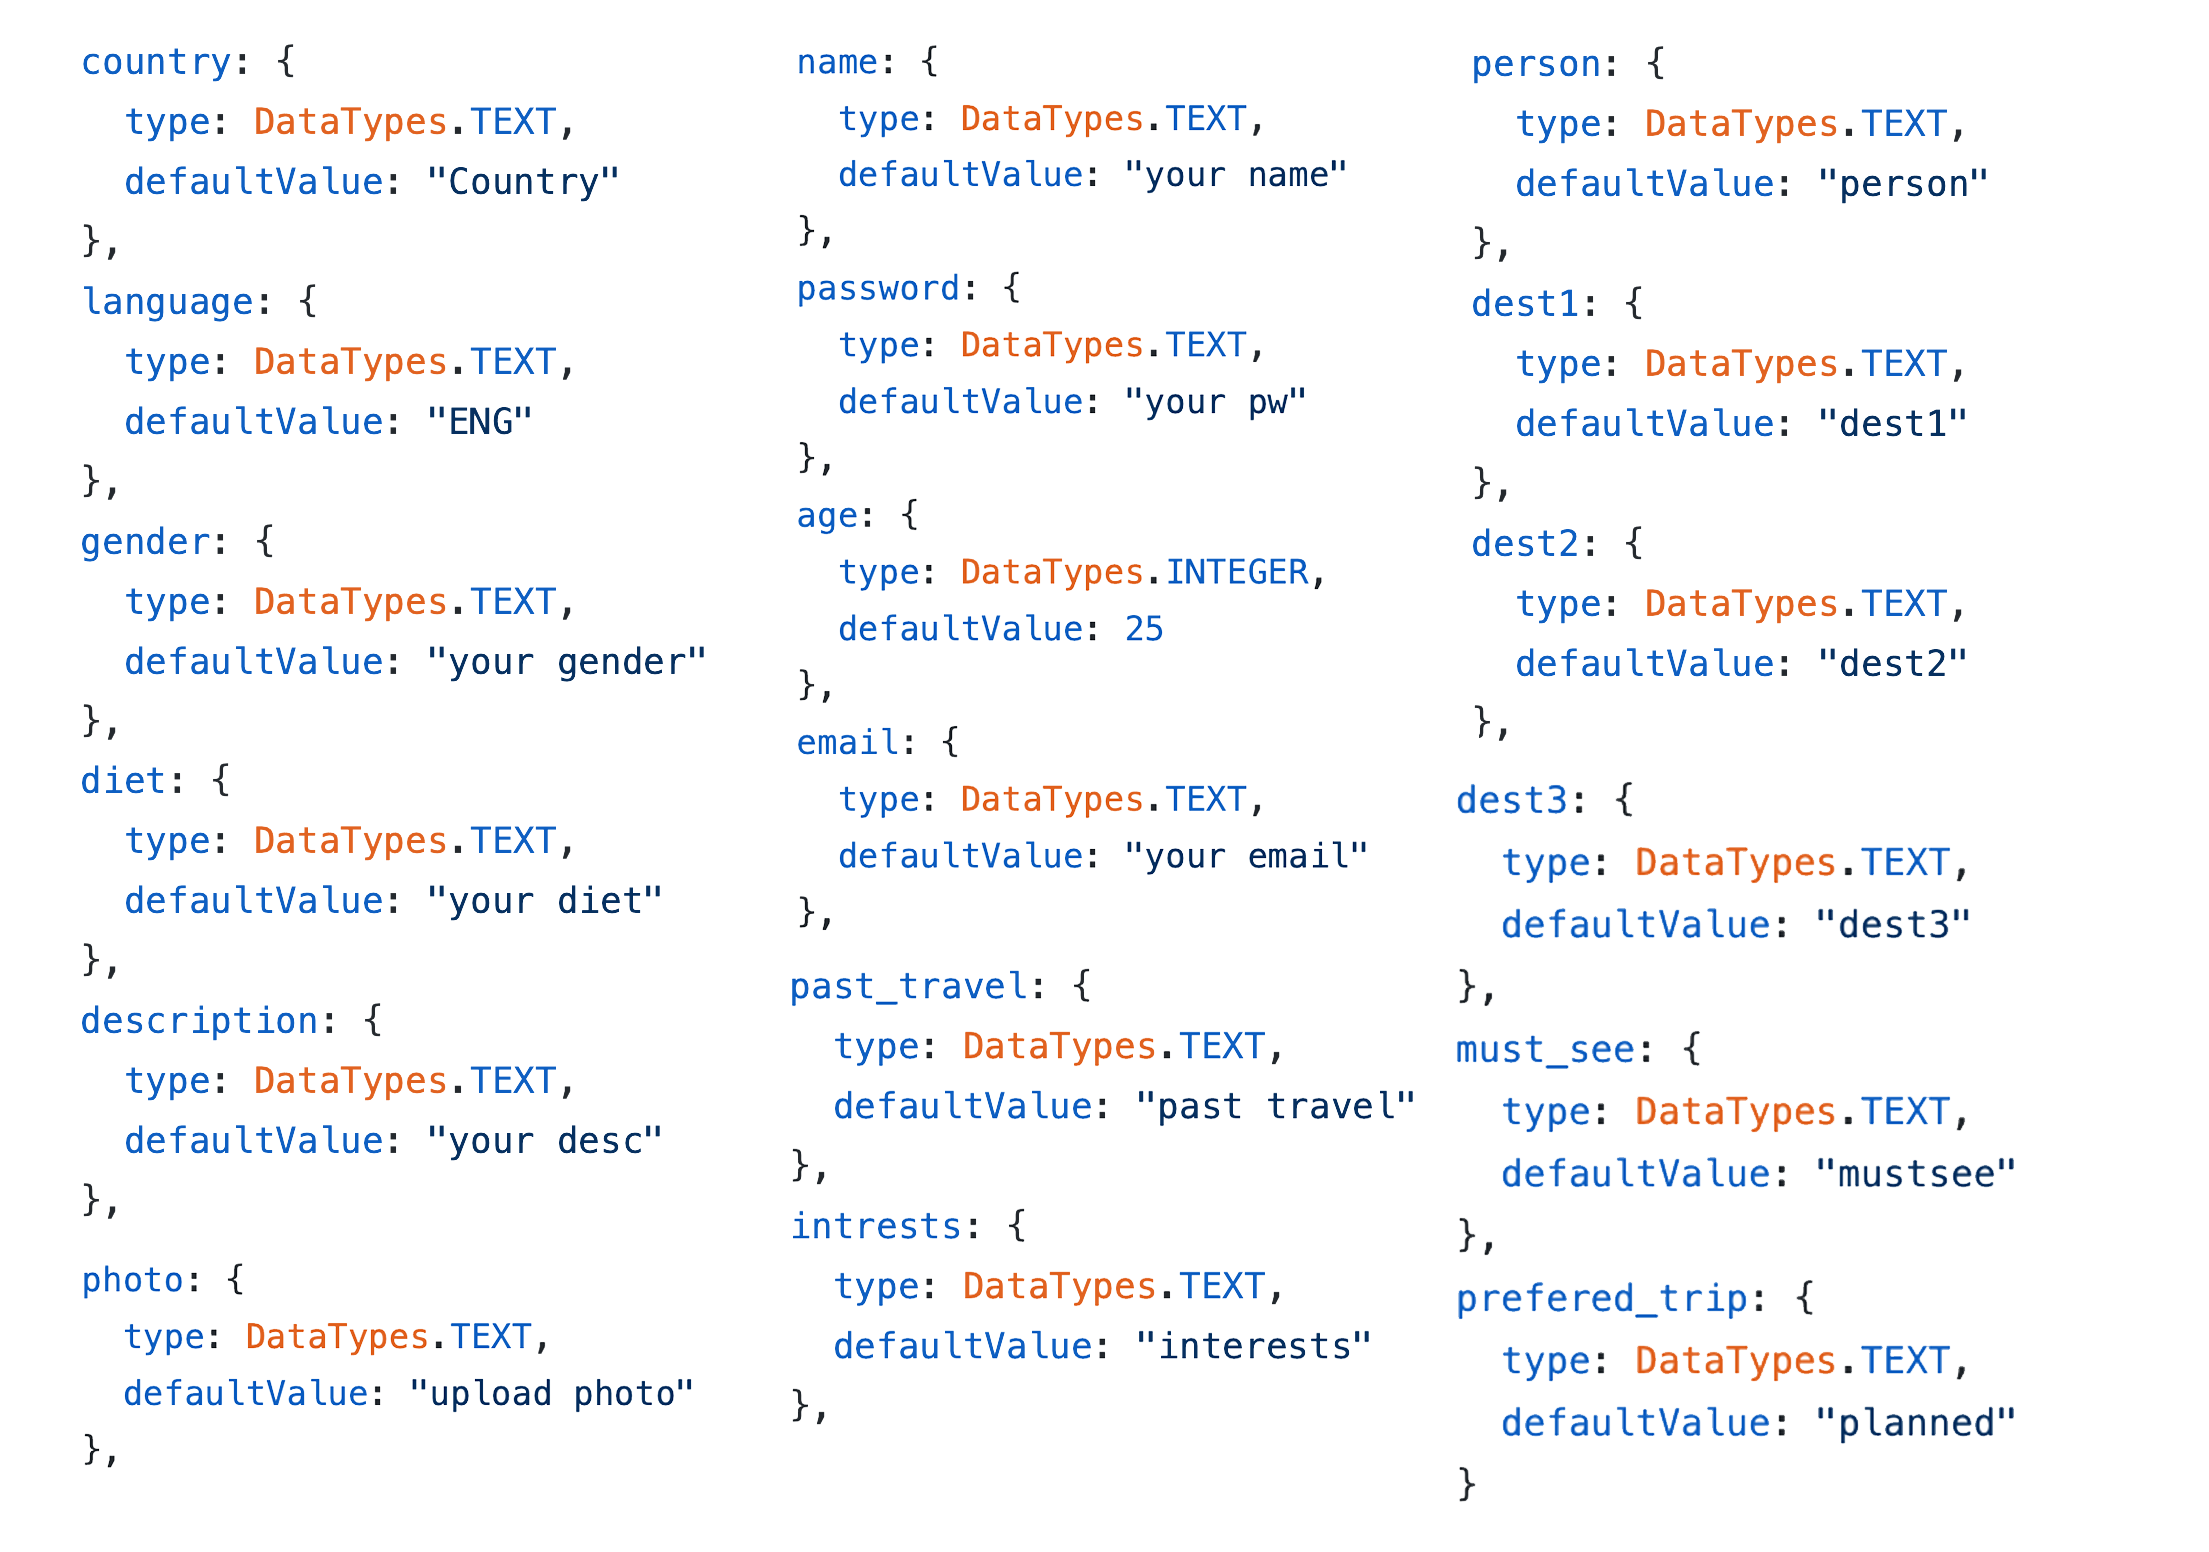 country: {
  type: DataTypes.TEXT,
  defaultValue: "Country"
},
language: {
  type: DataTypes.TEXT,
  defaultValue: "ENG"
},
gender: {
  type: DataTypes.TEXT,
  defaultValue: "your gender"
},
diet: {
  type: DataTypes.TEXT,
  defaultValue: "your diet"
},
description: {
  type: DataTypes.TEXT,
  defaultValue: "your desc"
},
photo: {
  type: DataTypes.TEXT,
  defaultValue: "upload photo"
},
name: {
  type: DataTypes.TEXT,
  defaultValue: "your name"
},
password: {
  type: DataTypes.TEXT,
  defaultValue: "your pw"
},
age: {
  type: DataTypes.INTEGER,
  defaultValue: 25
},
email: {
  type: DataTypes.TEXT,
  defaultValue: "your email"
},
past_travel: {
  type: DataTypes.TEXT,
  defaultValue: "past travel"
},
intrests: {
  type: DataTypes.TEXT,
  defaultValue: "interests"
},
person: {
  type: DataTypes.TEXT,
  defaultValue: "person"
},
dest1: {
  type: DataTypes.TEXT,
  defaultValue: "dest1"
},
dest2: {
  type: DataTypes.TEXT,
  defaultValue: "dest2"
},
dest3: {
  type: DataTypes.TEXT,
  defaultValue: "dest3"
},
must_see: {
  type: DataTypes.TEXT,
  defaultValue: "mustsee"
},
prefered_trip: {
  type: DataTypes.TEXT,
  defaultValue: "planned"
}